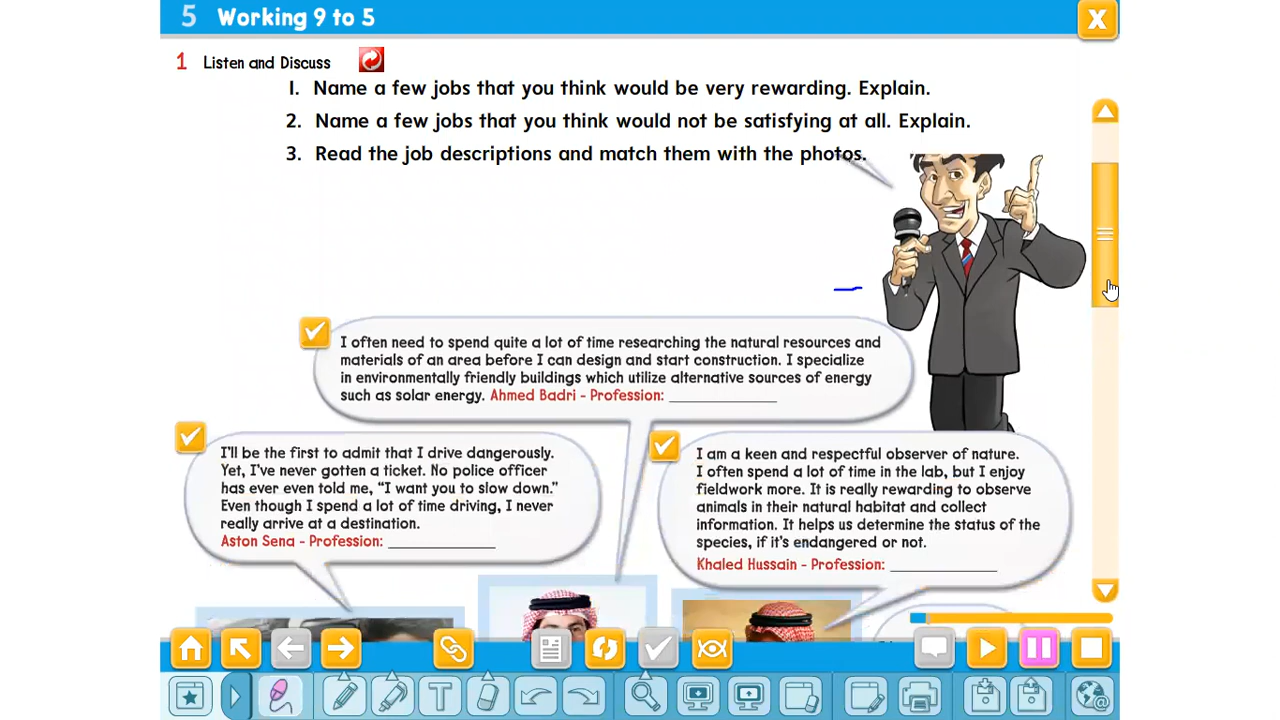 5 Working 9 to 5
X
1 Listen and Discuss
1. Name a few jobs that you think would be very rewarding. Explain.
2. Name a few jobs that you think would not be satisfying at all. Explain.
3. Read the job descriptions and match them with the photos.
I often need to spend quite a lot of time researching the natural resources and
materials of an area before I can design and start construction. I specialize
in environmentally friendly buildings which utilize alternative sources of energy
such as solar energy. Ahmed Badri - Profession: ____________
I'll be the first to admit that I drive dangerously.
Yet, I've never gotten a ticket. No police officer
has ever even told me, “I want you to slow down.”
Even though I spend a lot of time driving, I never
really arrive at a destination.
Aston Sena - Profession: ____________
I am a keen and respectful observer of nature.
I often spend a lot of time in the lab, but I enjoy
fieldwork more. It is really rewarding to observe
animals in their natural habitat and collect
information. It helps us determine the status of the
species, if it's endangered or not.
Khaled Hussain - Profession: ____________
T